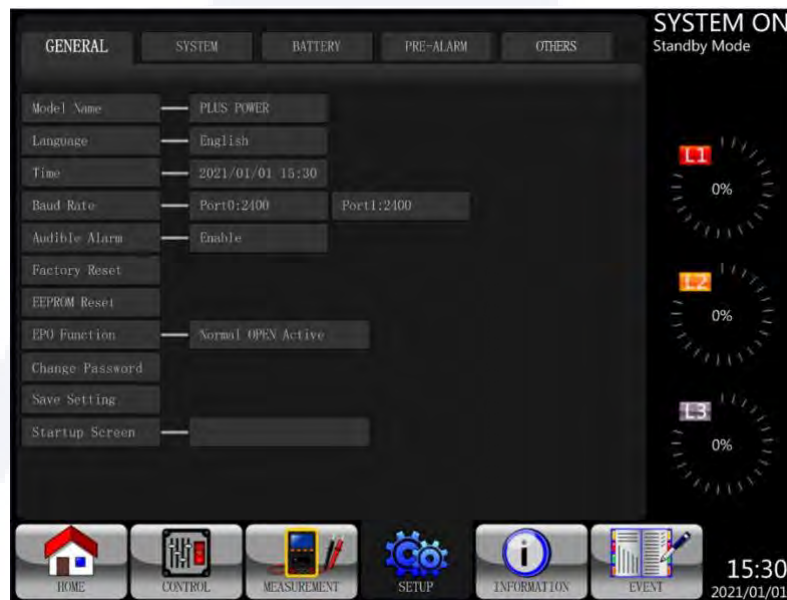 SYSTEM ON
Standby Mode
GENERAL SYSTEM BATTERY PRE-ALARM OTHERS
Model Name PLUS POWER
Language English
Time 2021/01/01 15:30
Baud Rate Port0:2400 Port1:2400
Audible Alarm Enable
Factory Reset
EEPROM Reset
EPO Function Normal OPEN Active
Change Password
Save Setting
Startup Screen
L1
0%
L2
0%
L3
0%
HOME CONTROL MEASUREMENT SETUP INFORMATION EVENT
15:30
2021/01/01